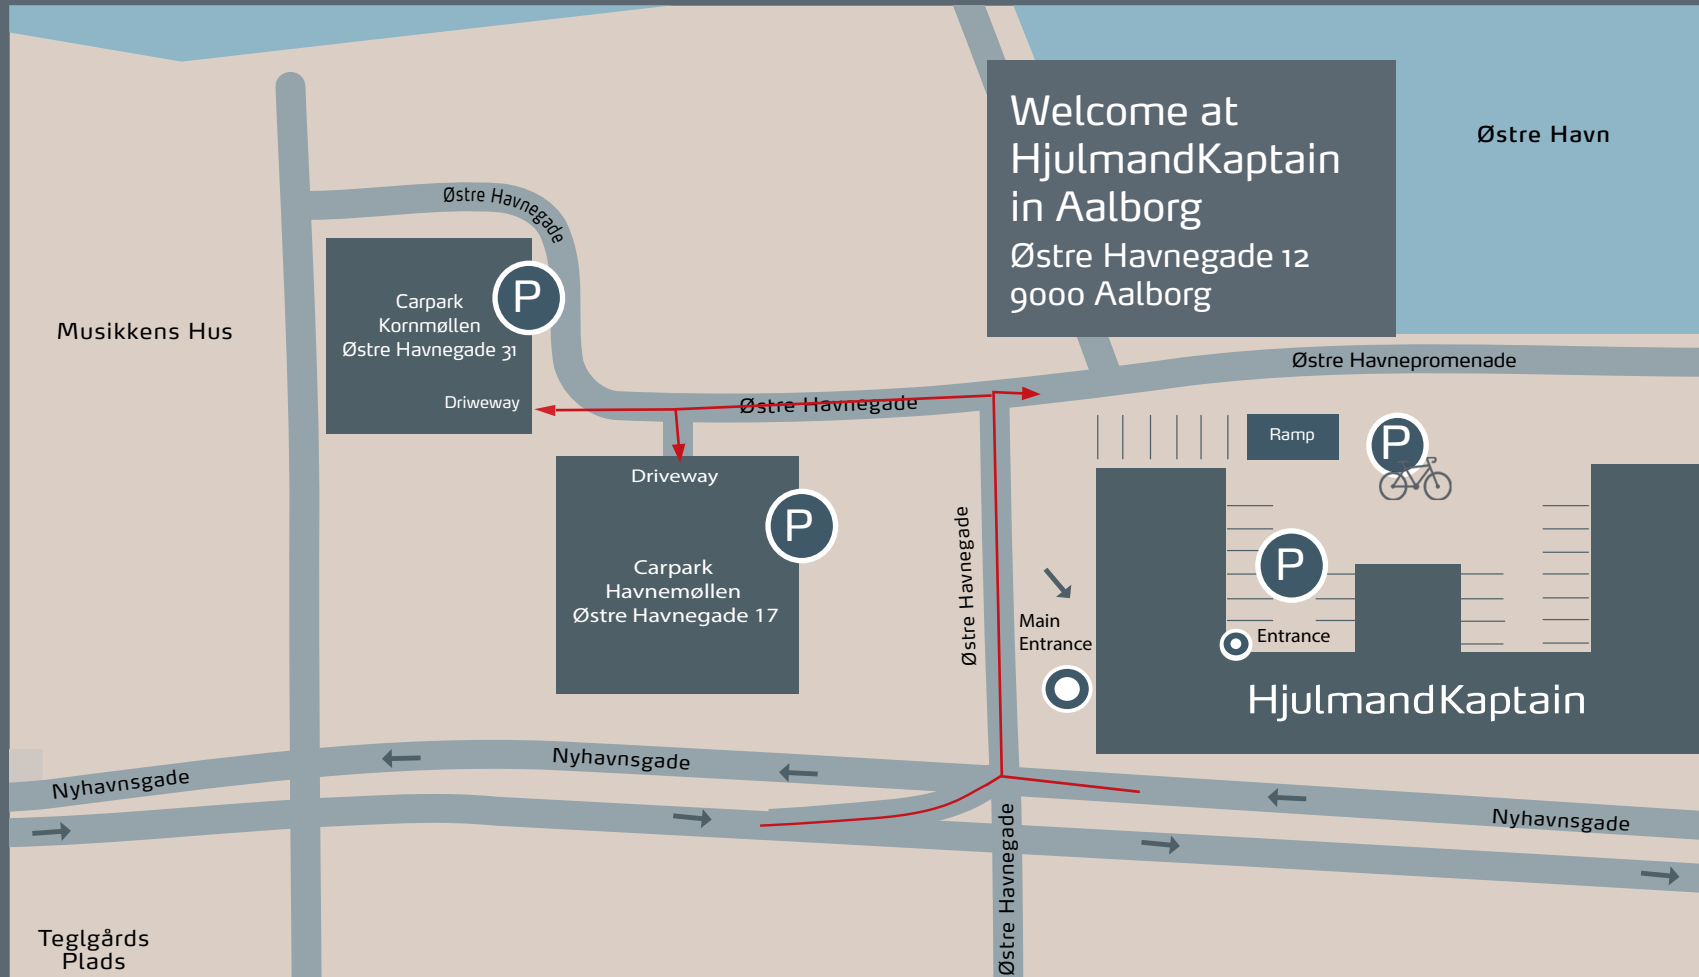 Welcome at
HjulmandKaptain
in Aalborg
Østre Havnegade 12
9000 Aalborg
Østre Havn
Østre Havnegade
Musikkens Hus
P
Carpark
Kornmøllen
Østre Havnegade 31
Driweway
Østre Havnepromenade
Østre Havnegade
Ramp
P
Driveway
P
Carpark
Havnemøllen
Østre Havnegade 17
Østre Havnegade
P
Main
Entrance
Entrance
HjulmandKaptain
Nyhavnsgade
Nyhavnsgade
Nyhavnsgade
Østre Havnegade
Teglgårds
Plads